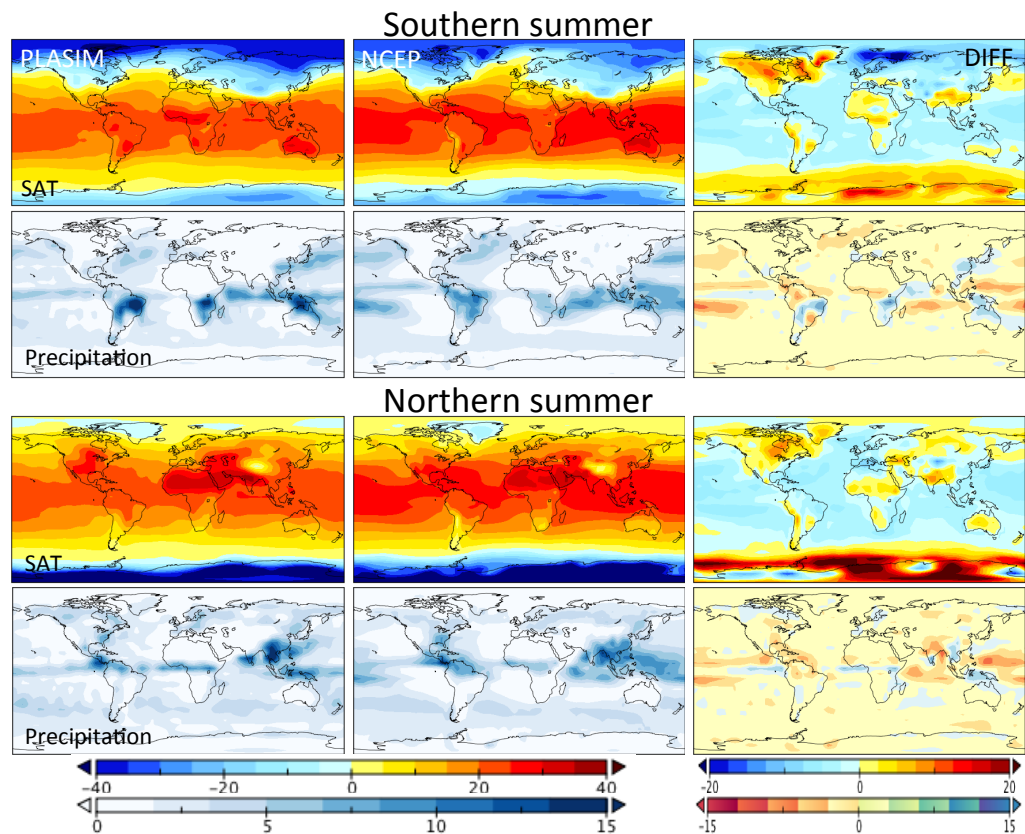 Southern summer
PLASIM
NCEP
DIFF
SAT
Precipitation
Northern summer
SAT
Precipitation
−40 −20 0 20 40
−20 0 20
0 5 10 15
−15 0 15